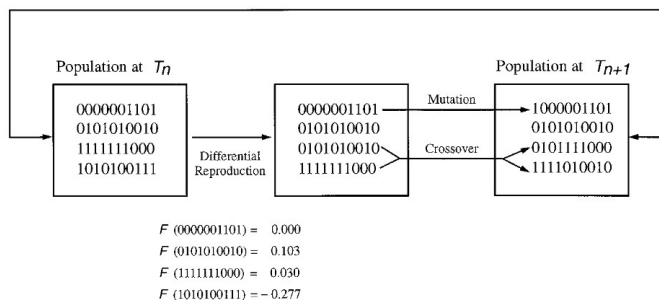 Population at Tn
Population at Tn+1
0000001101
0101010010
1111111000
1010100111
Differential
Reproduction
0000001101
0101010010
0101010010
1111111000
Mutation
Crossover
1000001101
0101010010
0101111000
1111010010
F (0000001101) = 0.000
F (0101010010) = 0.103
F (1111111000) = 0.030
F (1010100111) = -0.277